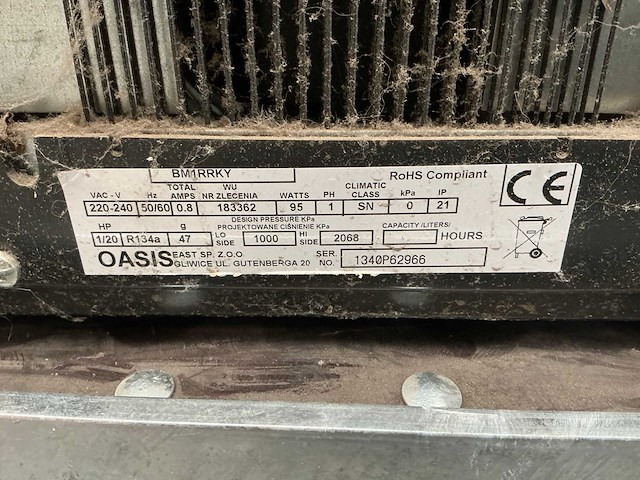 BM1RRKY RoHS Compliant
TOTAL WU CLIMATIC
VAC - V Hz AMPS NR ZLECENIA WATTS PH CLASS kPa IP
220-240 50/60 0.8 183362 95 1 SN 0 21 CE
DESIGN PRESSURE KPa
HP g PROJEKTOWANE CIŚNIENIE KPa CAPACITY /LITERS/
1/20 R134a 47 LO SIDE 1000 HI SIDE 2068 HOURS
OASIS EAST SP. Z.O.O SER.
GLIWICE UL. GUTENBERGA 20 NO. 1340P62966